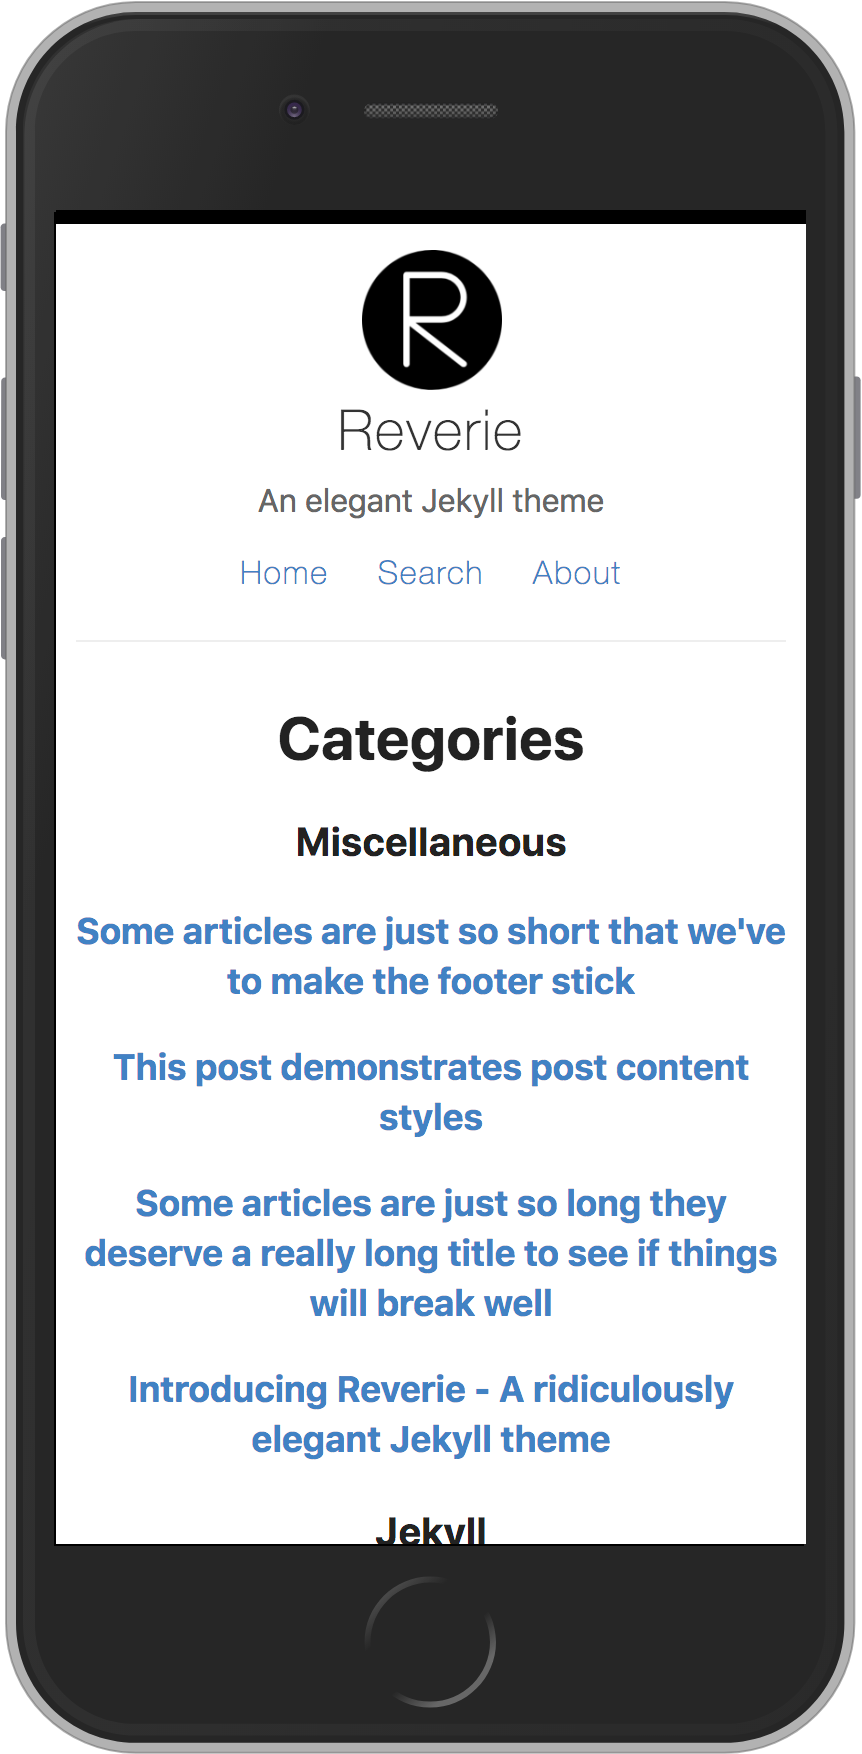 R
Reverie
An elegant Jekyll theme
Home Search About
Categories
Miscellaneous
Some articles are just so short that we've
to make the footer stick
This post demonstrates post content
styles
Some articles are just so long they
deserve a really long title to see if things
will break well
Introducing Reverie - A ridiculously
elegant Jekyll theme
Jekyll